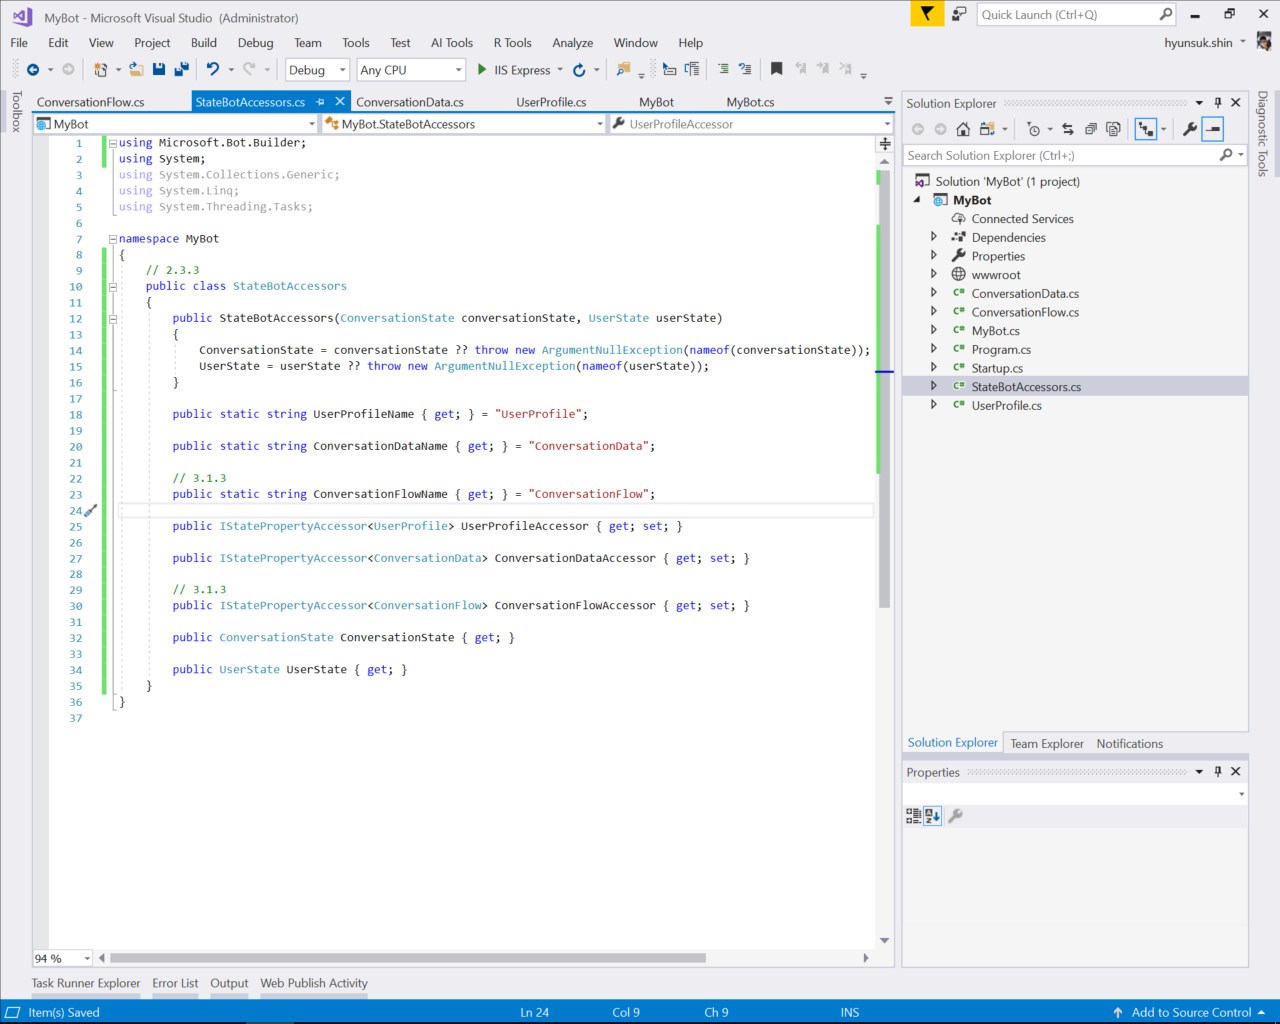 MyBot - Microsoft Visual Studio (Administrator)
Quick Launch (Ctrl+Q)
File Edit View Project Build Debug Team Tools Test AI Tools R Tools Analyze Window Help
hyunsuk.shin
Debug Any CPU IIS Express
Toolbox
ConversationFlow.cs StateBotAccessors.cs ConversationData.cs UserProfile.cs MyBot MyBot.cs
MyBot MyBot.StateBotAccessors UserProfileAccessor
1 using Microsoft.Bot.Builder;
2 using System;
3 using System.Collections.Generic;
4 using System.Linq;
5 using System.Threading.Tasks;
6
7 namespace MyBot
8 {
9 // 2.3.3
10 public class StateBotAccessors
11 {
12 public StateBotAccessors(ConversationState conversationState, UserState userState)
13 {
14 ConversationState = conversationState ?? throw new ArgumentNullException(nameof(conversationState));
15 UserState = userState ?? throw new ArgumentNullException(nameof(userState));
16 }
17
18 public static string UserProfileName { get; } = "UserProfile";
19
20 public static string ConversationDataName { get; } = "ConversationData";
21
22 // 3.1.3
23 public static string ConversationFlowName { get; } = "ConversationFlow";
24
25 public IStatePropertyAccessor<UserProfile> UserProfileAccessor { get; set; }
26
27 public IStatePropertyAccessor<ConversationData> ConversationDataAccessor { get; set; }
28
29 // 3.1.3
30 public IStatePropertyAccessor<ConversationFlow> ConversationFlowAccessor { get; set; }
31
32 public ConversationState ConversationState { get; }
33
34 public UserState UserState { get; }
35 }
36 }
37
94 %
Solution Explorer
Search Solution Explorer (Ctrl+;)
Solution 'MyBot' (1 project)
MyBot
Connected Services
Dependencies
Properties
wwwroot
C# ConversationData.cs
C# ConversationFlow.cs
C# MyBot.cs
C# Program.cs
C# Startup.cs
C# StateBotAccessors.cs
C# UserProfile.cs
Solution Explorer Team Explorer Notifications
Properties
Diagnostic Tools
Task Runner Explorer Error List Output Web Publish Activity
Item(s) Saved Ln 24 Col 9 Ch 9 INS Add to Source Control